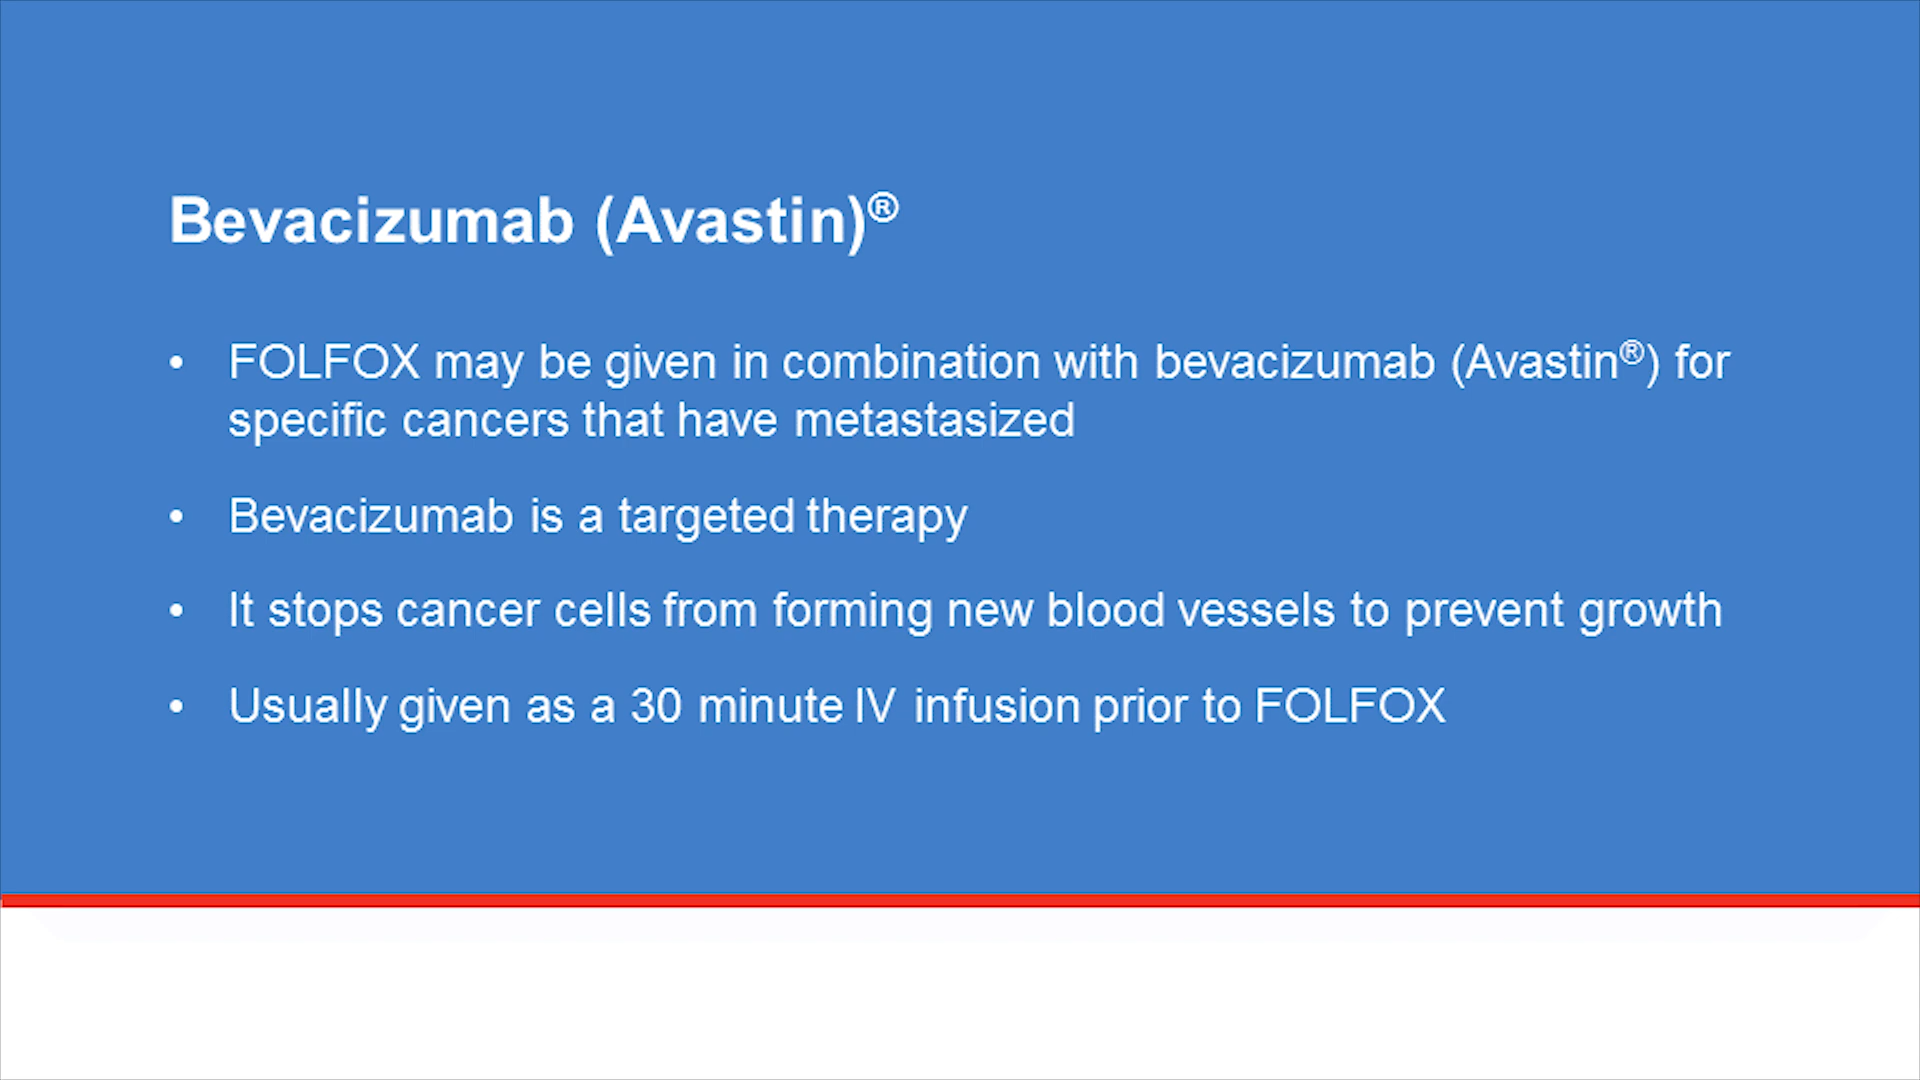 Bevacizumab (Avastin)®
• FOLFOX may be given in combination with bevacizumab (Avastin®) for
specific cancers that have metastasized
• Bevacizumab is a targeted therapy
• It stops cancer cells from forming new blood vessels to prevent growth
• Usually given as a 30 minute IV infusion prior to FOLFOX